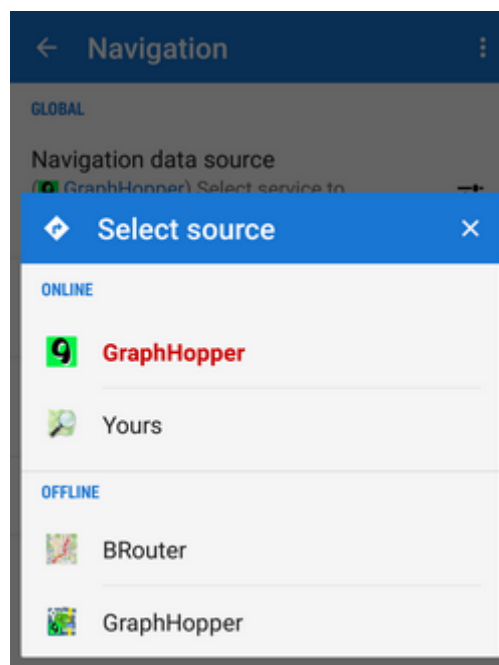 Navigation
GLOBAL
Navigation data source
(GraphHopper) Select service to
Select source
ONLINE
GraphHopper
Yours
OFFLINE
BRouter
GraphHopper